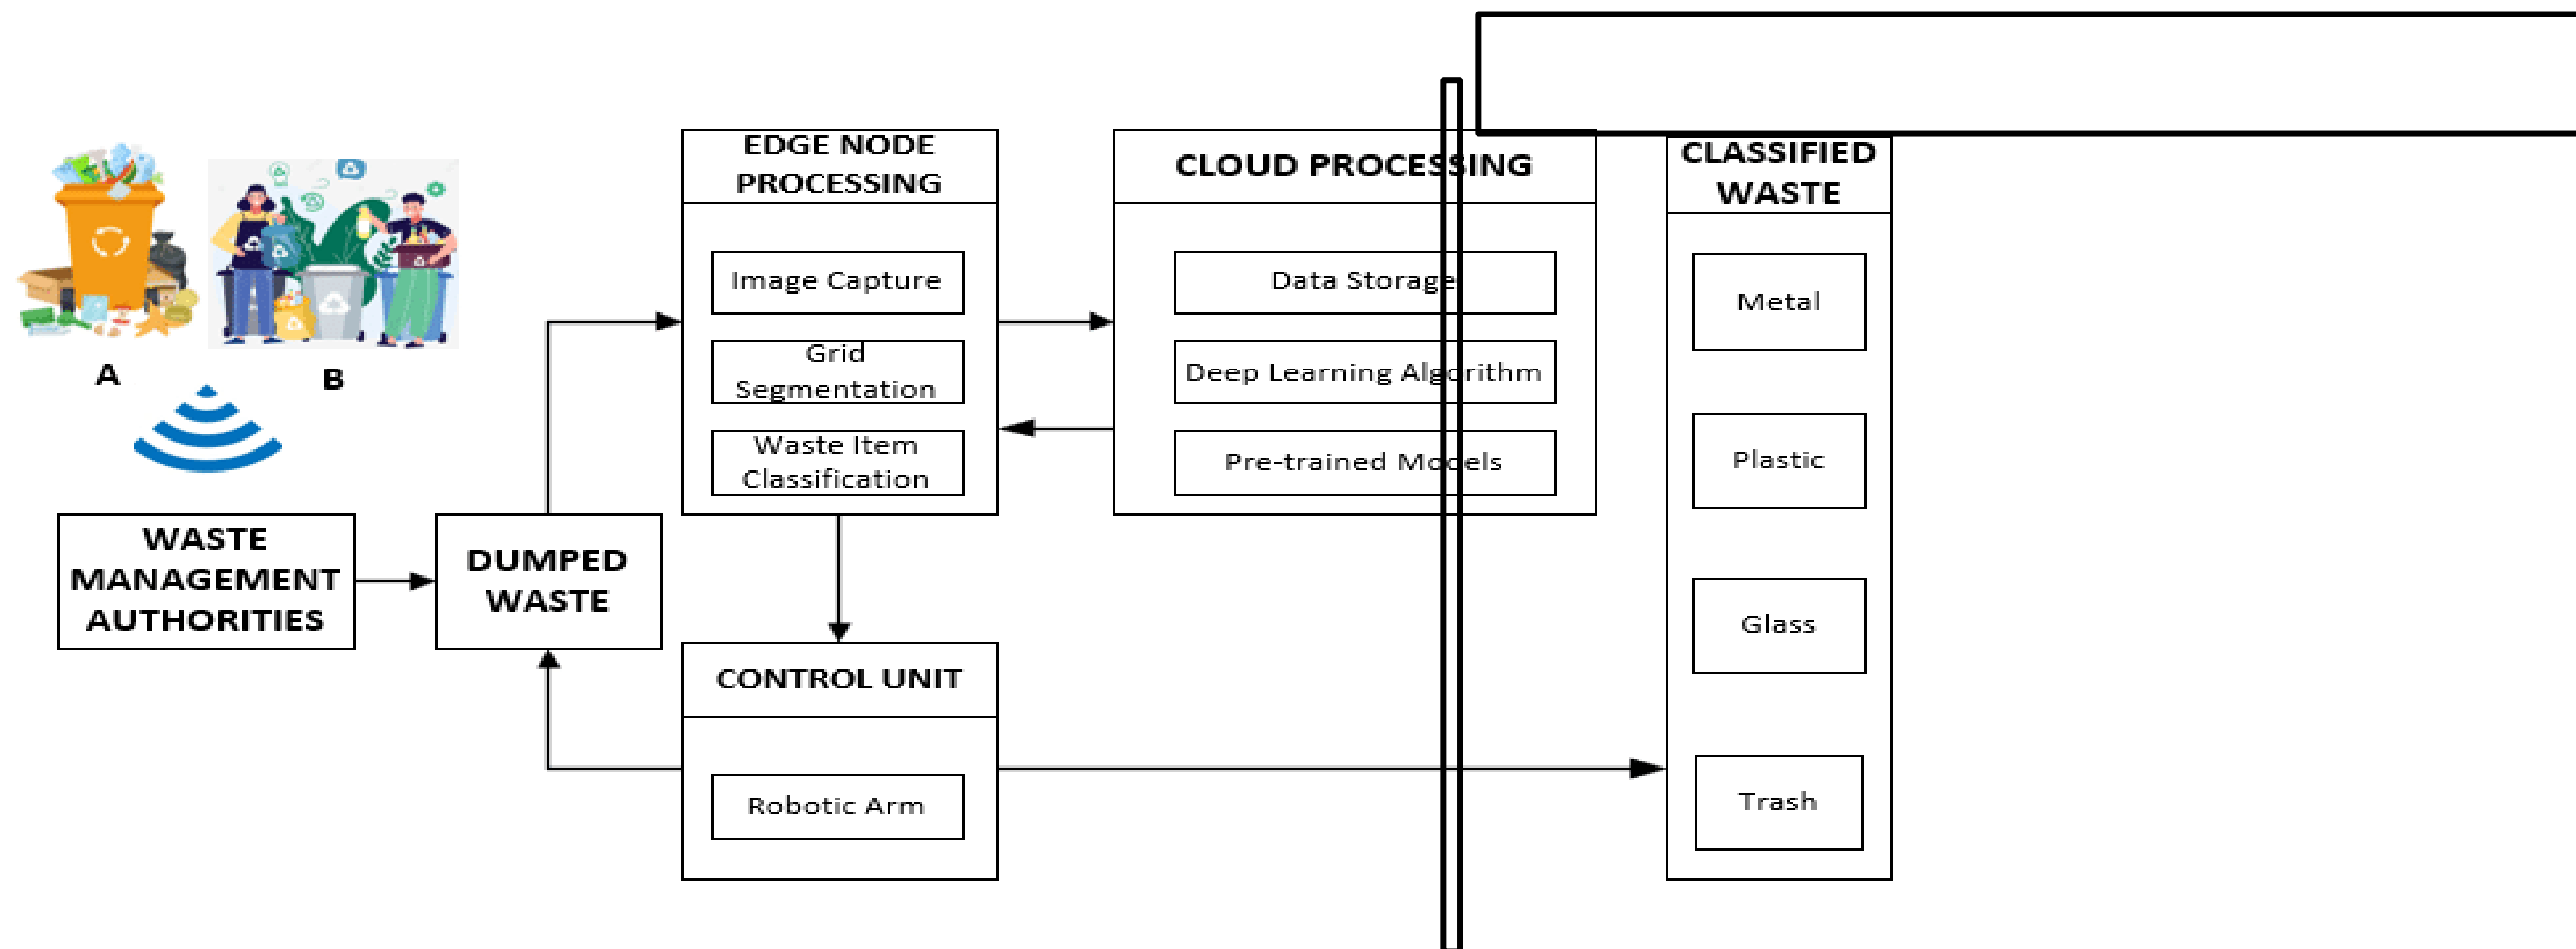 A
B
WASTE
MANAGEMENT
AUTHORITIES
DUMPED
WASTE
EDGE NODE
PROCESSING
Image Capture
Grid
Segmentation
Waste Item
Classification
CONTROL UNIT
Robotic Arm
CLOUD PROCESSING
Data Storage
Deep Learning Algorithm
Pre-trained Models
CLASSIFIED
WASTE
Metal
Plastic
Glass
Trash